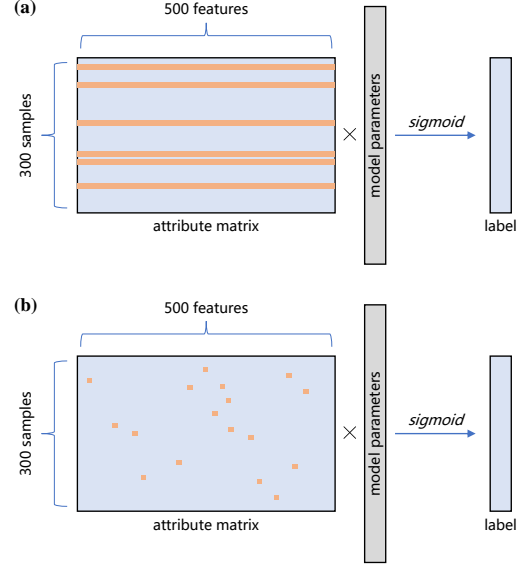 (a)
500 features
300 samples
×
model parameters
sigmoid
attribute matrix
label
(b)
500 features
300 samples
×
model parameters
sigmoid
attribute matrix
label